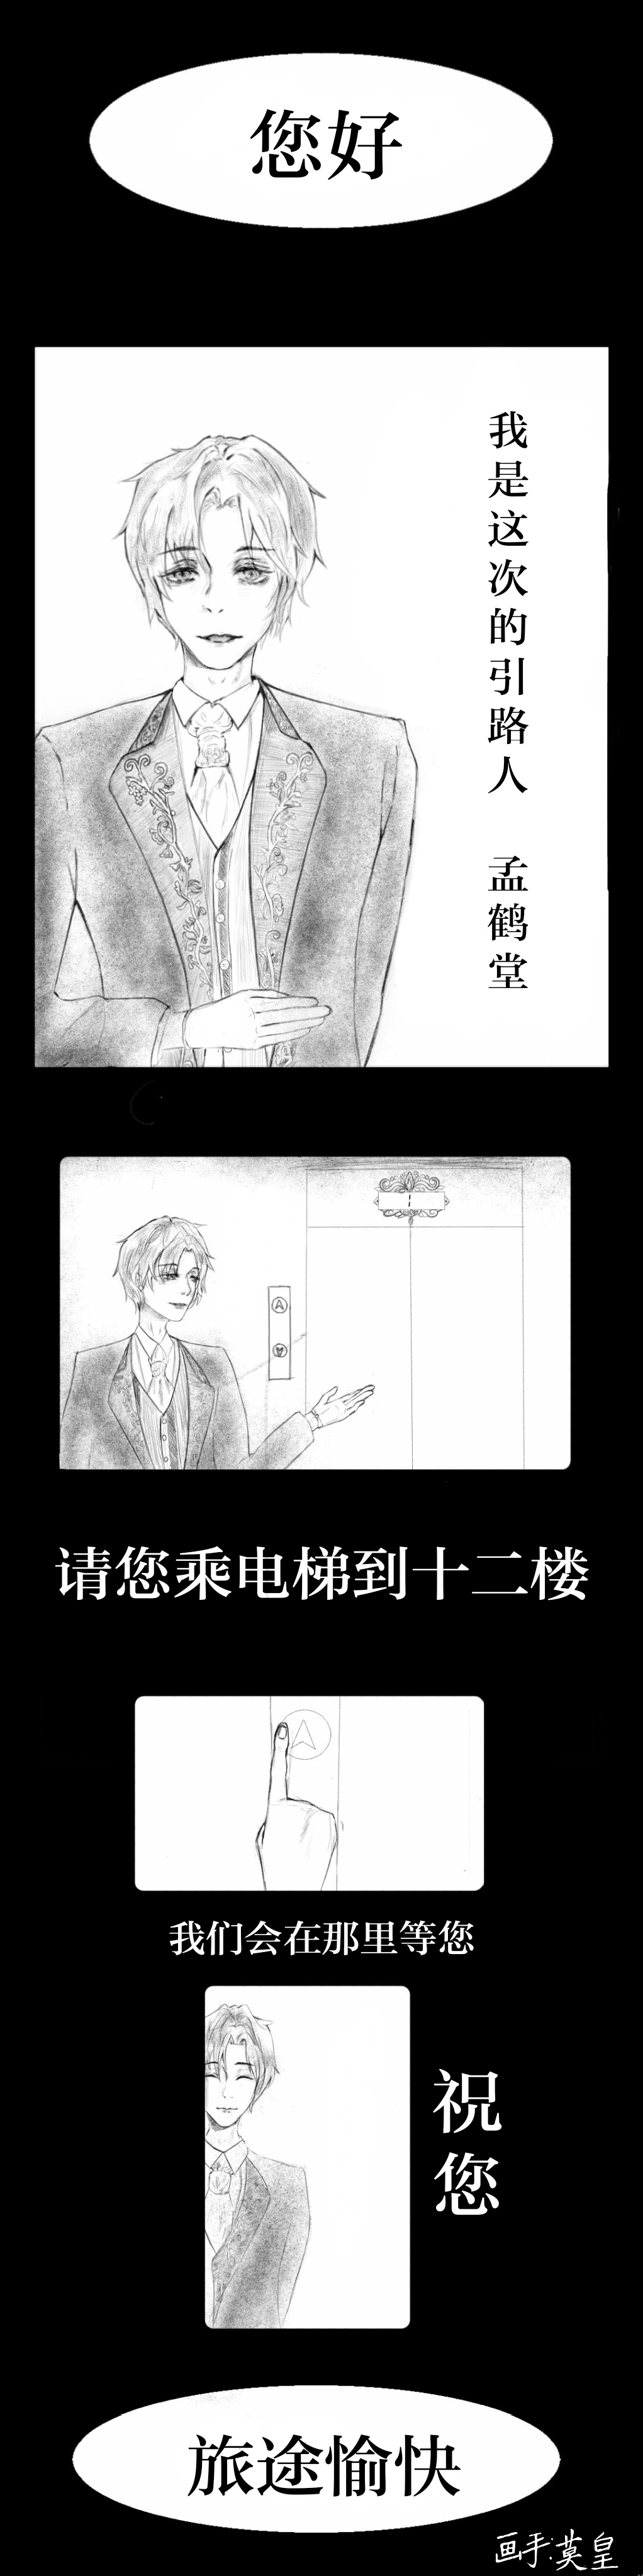 您好
我是这次的引路人 孟鹤堂
1
请您乘电梯到十二楼
我们会在那里等您
祝您
旅途愉快
画手:莫皇